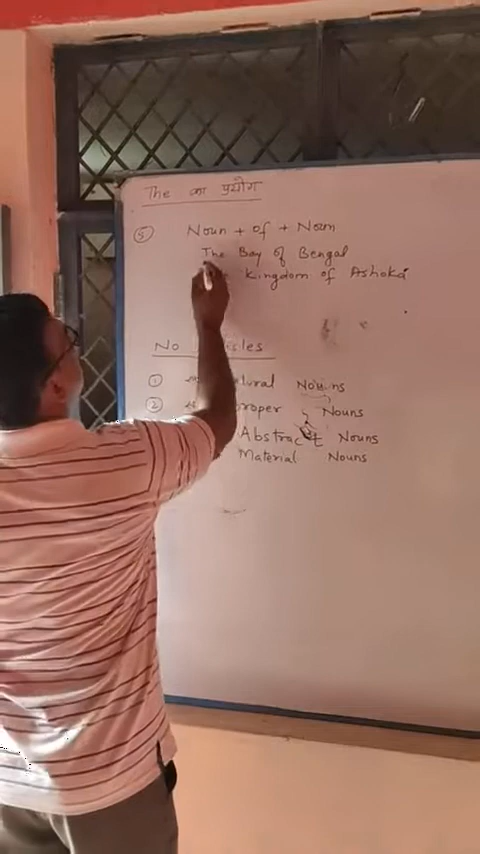 The का प्रयोग
⑤ Noun + of + Noun
The Bay of Bengal
Kingdom of Ashoka
No
① Nouns
② Nouns
Abstract Nouns
Material Nouns